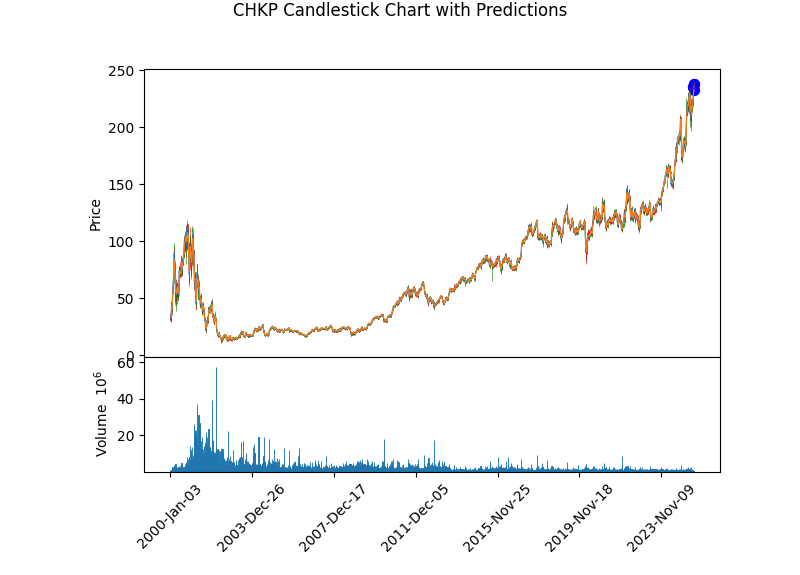 CHKP Candlestick Chart with Predictions
250
200
150
100
50
0
Price
60
40
20
Volume 10^6
2000-Jan-03
2003-Dec-26
2007-Dec-17
2011-Dec-05
2015-Nov-25
2019-Nov-18
2023-Nov-09